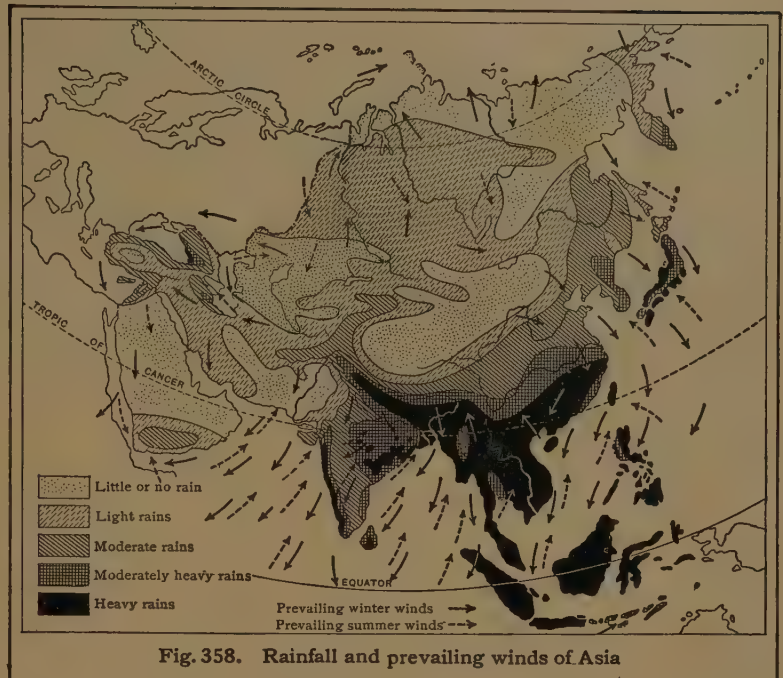 ARCTIC CIRCLE
TROPIC OF CANCER
Little or no rain
Light rains
Moderate rains
Moderately heavy rains
Heavy rains
EQUATOR
Prevailing winter winds
Prevailing summer winds
Fig. 358. Rainfall and prevailing winds of Asia